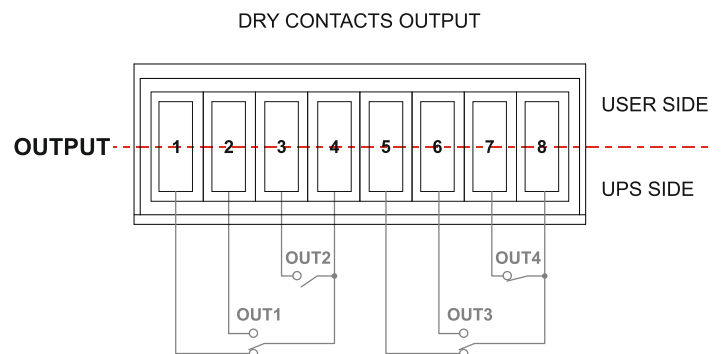 DRY CONTACTS OUTPUT
USER SIDE
OUTPUT 1 2 3 4 5 6 7 8
UPS SIDE
OUT2 OUT4
OUT1 OUT3